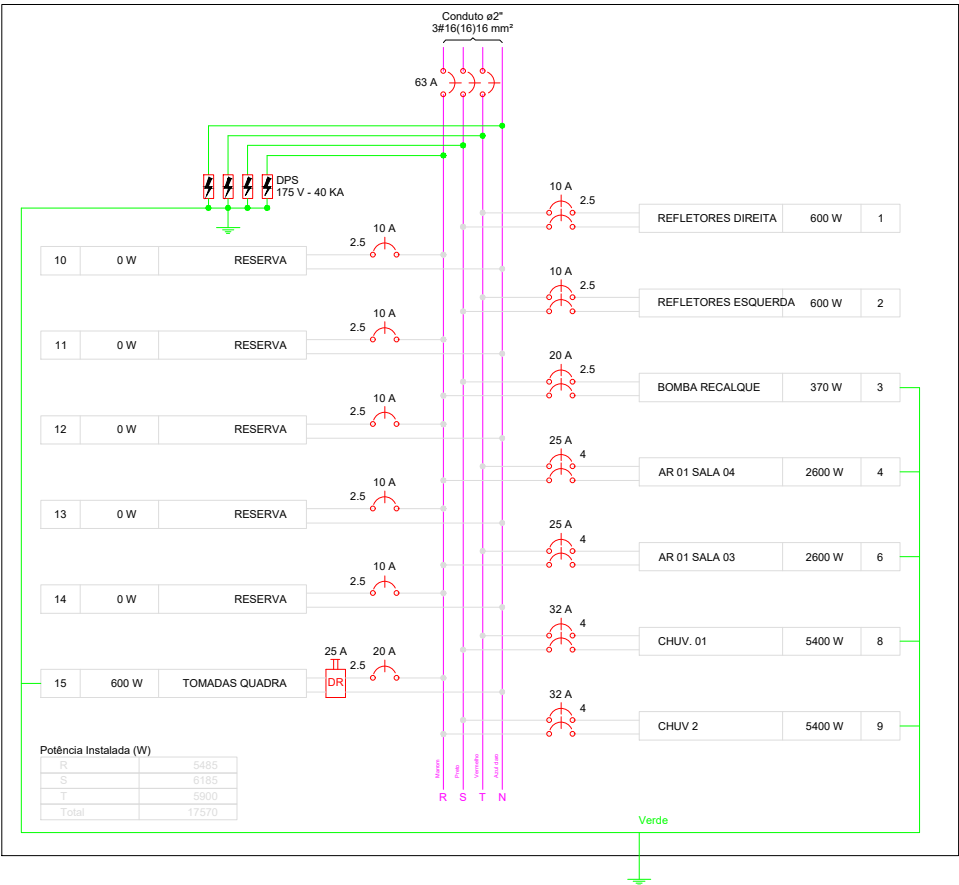 Conduto ø2"
3#16(16)16 mm²
63 A
DPS
175 V - 40 KA
10 A
2.5
REFLETORES DIREITA 600 W 1
10 A
2.5
10 0 W RESERVA
10 A
2.5
REFLETORES ESQUERDA 600 W 2
10 A
2.5
11 0 W RESERVA
20 A
2.5
BOMBA RECALQUE 370 W 3
10 A
2.5
12 0 W RESERVA
25 A
4
AR 01 SALA 04 2600 W 4
10 A
2.5
13 0 W RESERVA
25 A
4
AR 01 SALA 03 2600 W 6
10 A
2.5
14 0 W RESERVA
32 A
4
CHUV. 01 5400 W 8
25 A
20 A
2.5
DR
15 600 W TOMADAS QUADRA
32 A
4
CHUV 2 5400 W 9
Potência Instalada (W)
R 5485
S 6185
T 5900
Total 17570
Marrom
Preto
Vermelho
Azul claro
R S T N
Verde